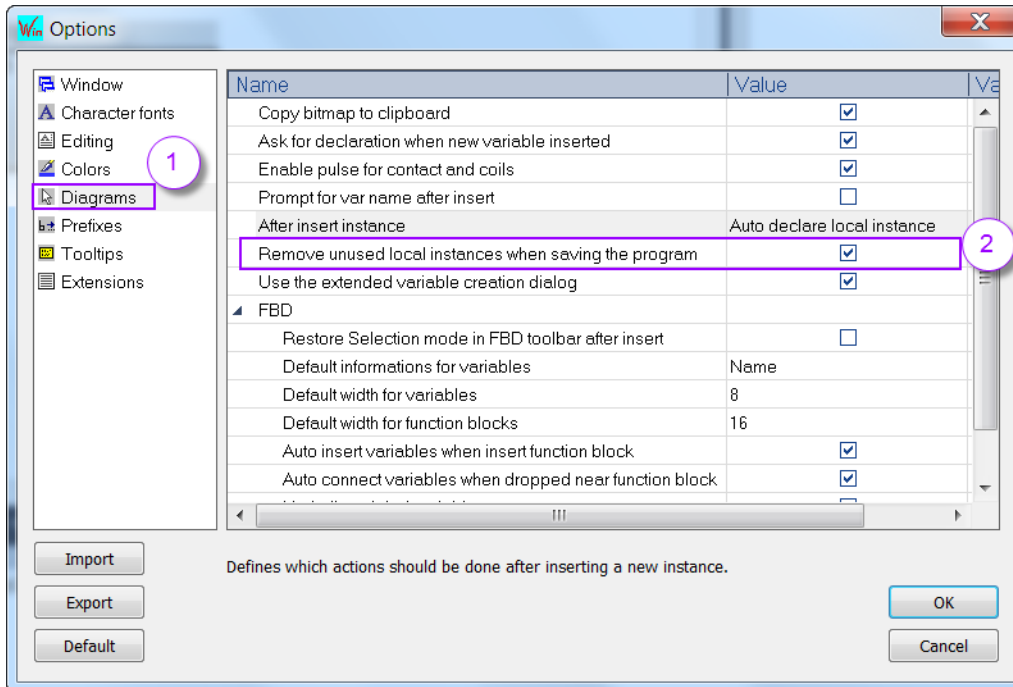 Win Options
X
Window
Character fonts
Editing
Colors
Diagrams
Prefixes
Tooltips
Extensions
1
Name Value Va
Copy bitmap to clipboard
Ask for declaration when new variable inserted
Enable pulse for contact and coils
Prompt for var name after insert
After insert instance Auto declare local instance
Remove unused local instances when saving the program
2
Use the extended variable creation dialog
FBD
Restore Selection mode in FBD toolbar after insert
Default informations for variables Name
Default width for variables 8
Default width for function blocks 16
Auto insert variables when insert function block
Auto connect variables when dropped near function block
Import
Export
Default
Defines which actions should be done after inserting a new instance.
OK
Cancel